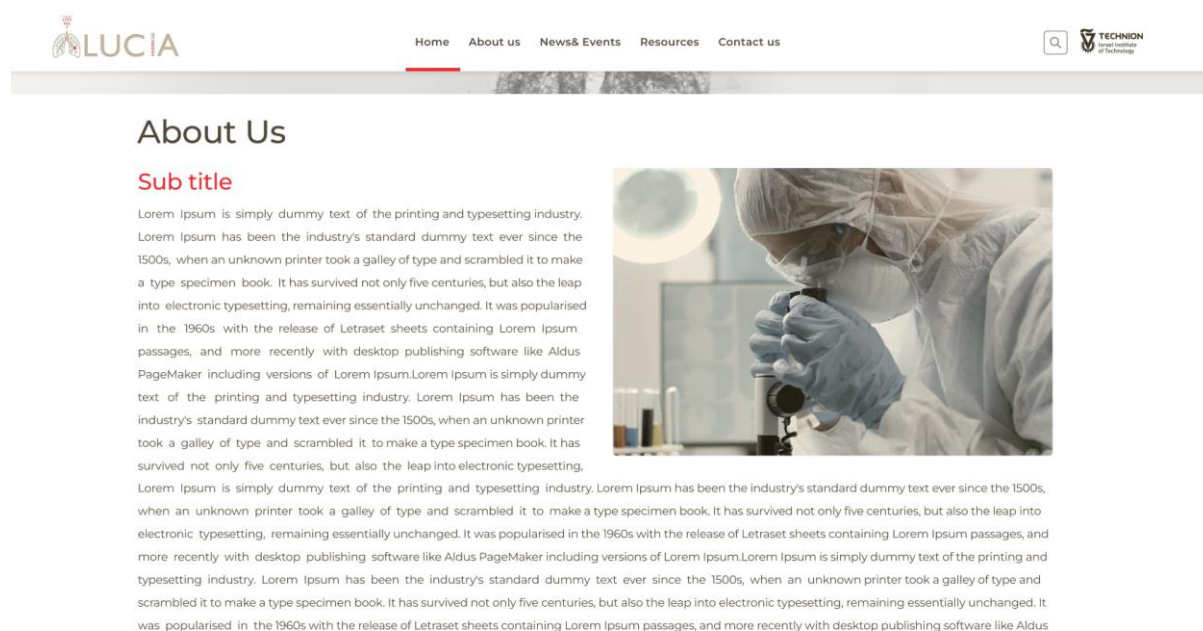 ALUCIA
Home About us News& Events Resources Contact us
TECHNION
Israel Institute
of Technology
About Us
Sub title
Lorem Ipsum is simply dummy text of the printing and typesetting industry.
Lorem Ipsum has been the industry's standard dummy text ever since the
1500s, when an unknown printer took a galley of type and scrambled it to make
a type specimen book. It has survived not only five centuries, but also the leap
into electronic typesetting, remaining essentially unchanged. It was popularised
in the 1960s with the release of Letraset sheets containing Lorem Ipsum
passages, and more recently with desktop publishing software like Aldus
PageMaker including versions of Lorem Ipsum.Lorem Ipsum is simply dummy
text of the printing and typesetting industry. Lorem Ipsum has been the
industry's standard dummy text ever since the 1500s, when an unknown printer
took a galley of type and scrambled it to make a type specimen book. It has
survived not only five centuries, but also the leap into electronic typesetting,
Lorem Ipsum is simply dummy text of the printing and typesetting industry. Lorem Ipsum has been the industry's standard dummy text ever since the 1500s,
when an unknown printer took a galley of type and scrambled it to make a type specimen book. It has survived not only five centuries, but also the leap into
electronic typesetting, remaining essentially unchanged. It was popularised in the 1960s with the release of Letraset sheets containing Lorem Ipsum passages, and
more recently with desktop publishing software like Aldus PageMaker including versions of Lorem Ipsum.Lorem Ipsum is simply dummy text of the printing and
typesetting industry. Lorem Ipsum has been the industry's standard dummy text ever since the 1500s, when an unknown printer took a galley of type and
scrambled it to make a type specimen book. It has survived not only five centuries, but also the leap into electronic typesetting, remaining essentially unchanged. It
was popularised in the 1960s with the release of Letraset sheets containing Lorem Ipsum passages, and more recently with desktop publishing software like Aldus